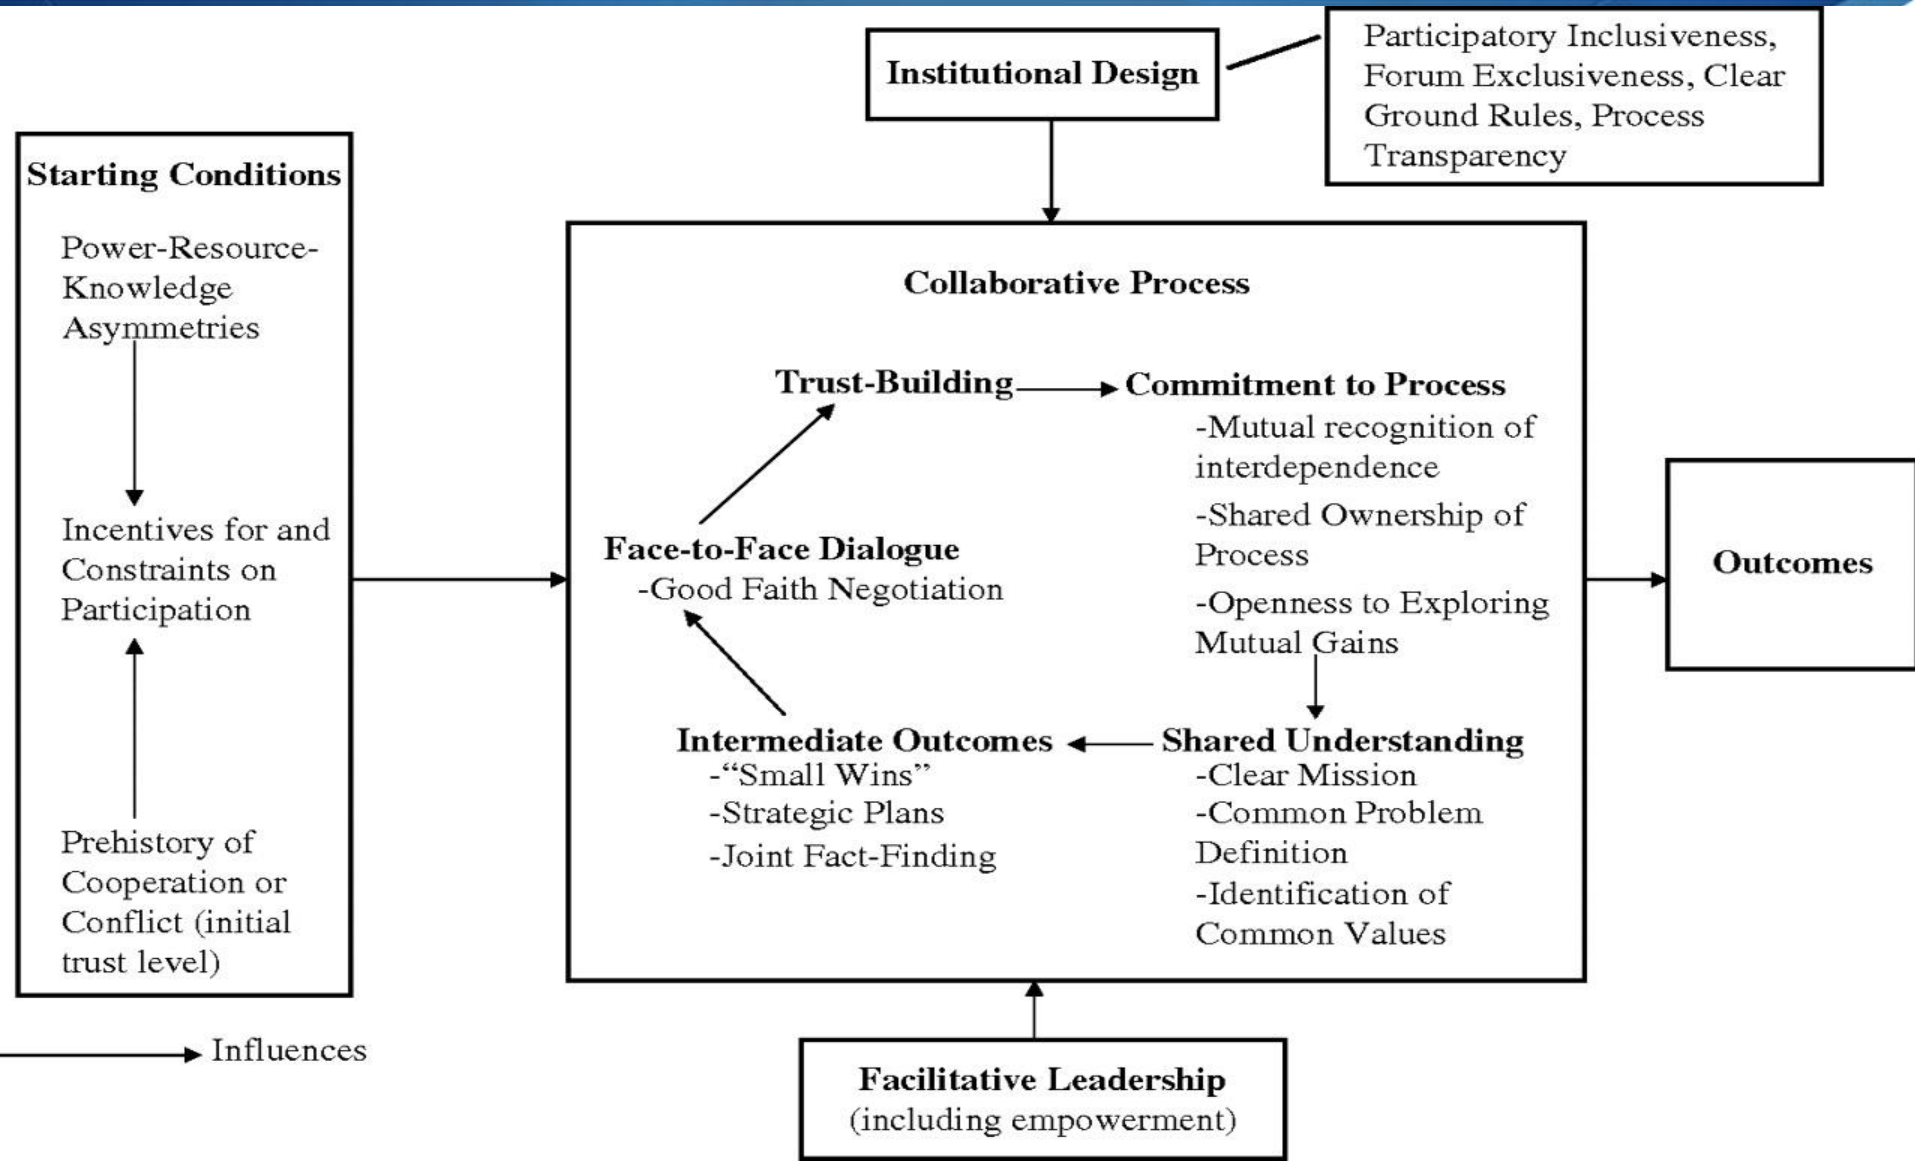 Institutional Design
Participatory Inclusiveness,
Forum Exclusiveness, Clear
Ground Rules, Process
Transparency
Starting Conditions
Power-Resource-
Knowledge
Asymmetries
Incentives for and
Constraints on
Participation
Prehistory of
Cooperation or
Conflict (initial
trust level)
Collaborative Process
Trust-Building
Commitment to Process
-Mutual recognition of
interdependence
-Shared Ownership of
Process
-Openness to Exploring
Mutual Gains
Face-to-Face Dialogue
-Good Faith Negotiation
Intermediate Outcomes
-“Small Wins”
-Strategic Plans
-Joint Fact-Finding
Shared Understanding
-Clear Mission
-Common Problem
Definition
-Identification of
Common Values
Outcomes
Influences
Facilitative Leadership
(including empowerment)